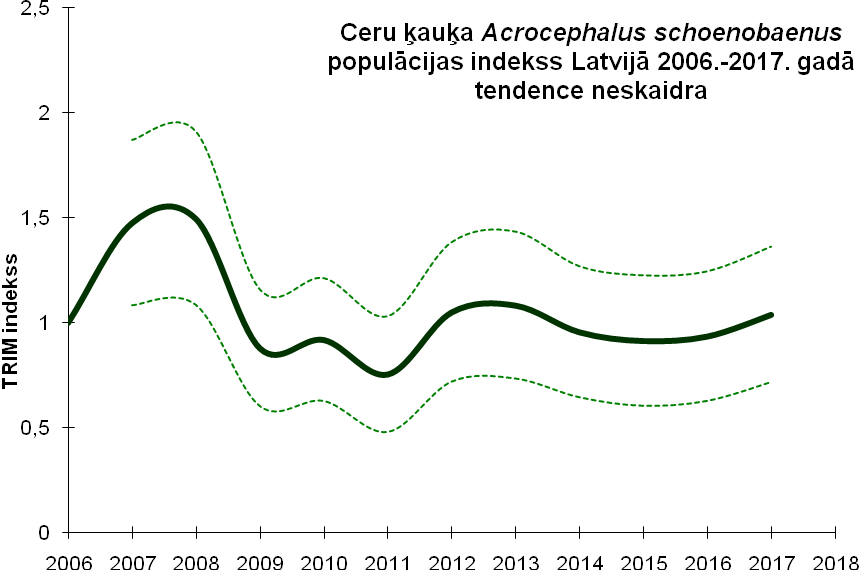 Ceru ķauķa Acrocephalus schoenobaenus
populācijas indekss Latvijā 2006.-2017. gadā
tendence neskaidra
TRIM indekss
2,5
2
1,5
1
0,5
0
2006 2007 2008 2009 2010 2011 2012 2013 2014 2015 2016 2017 2018